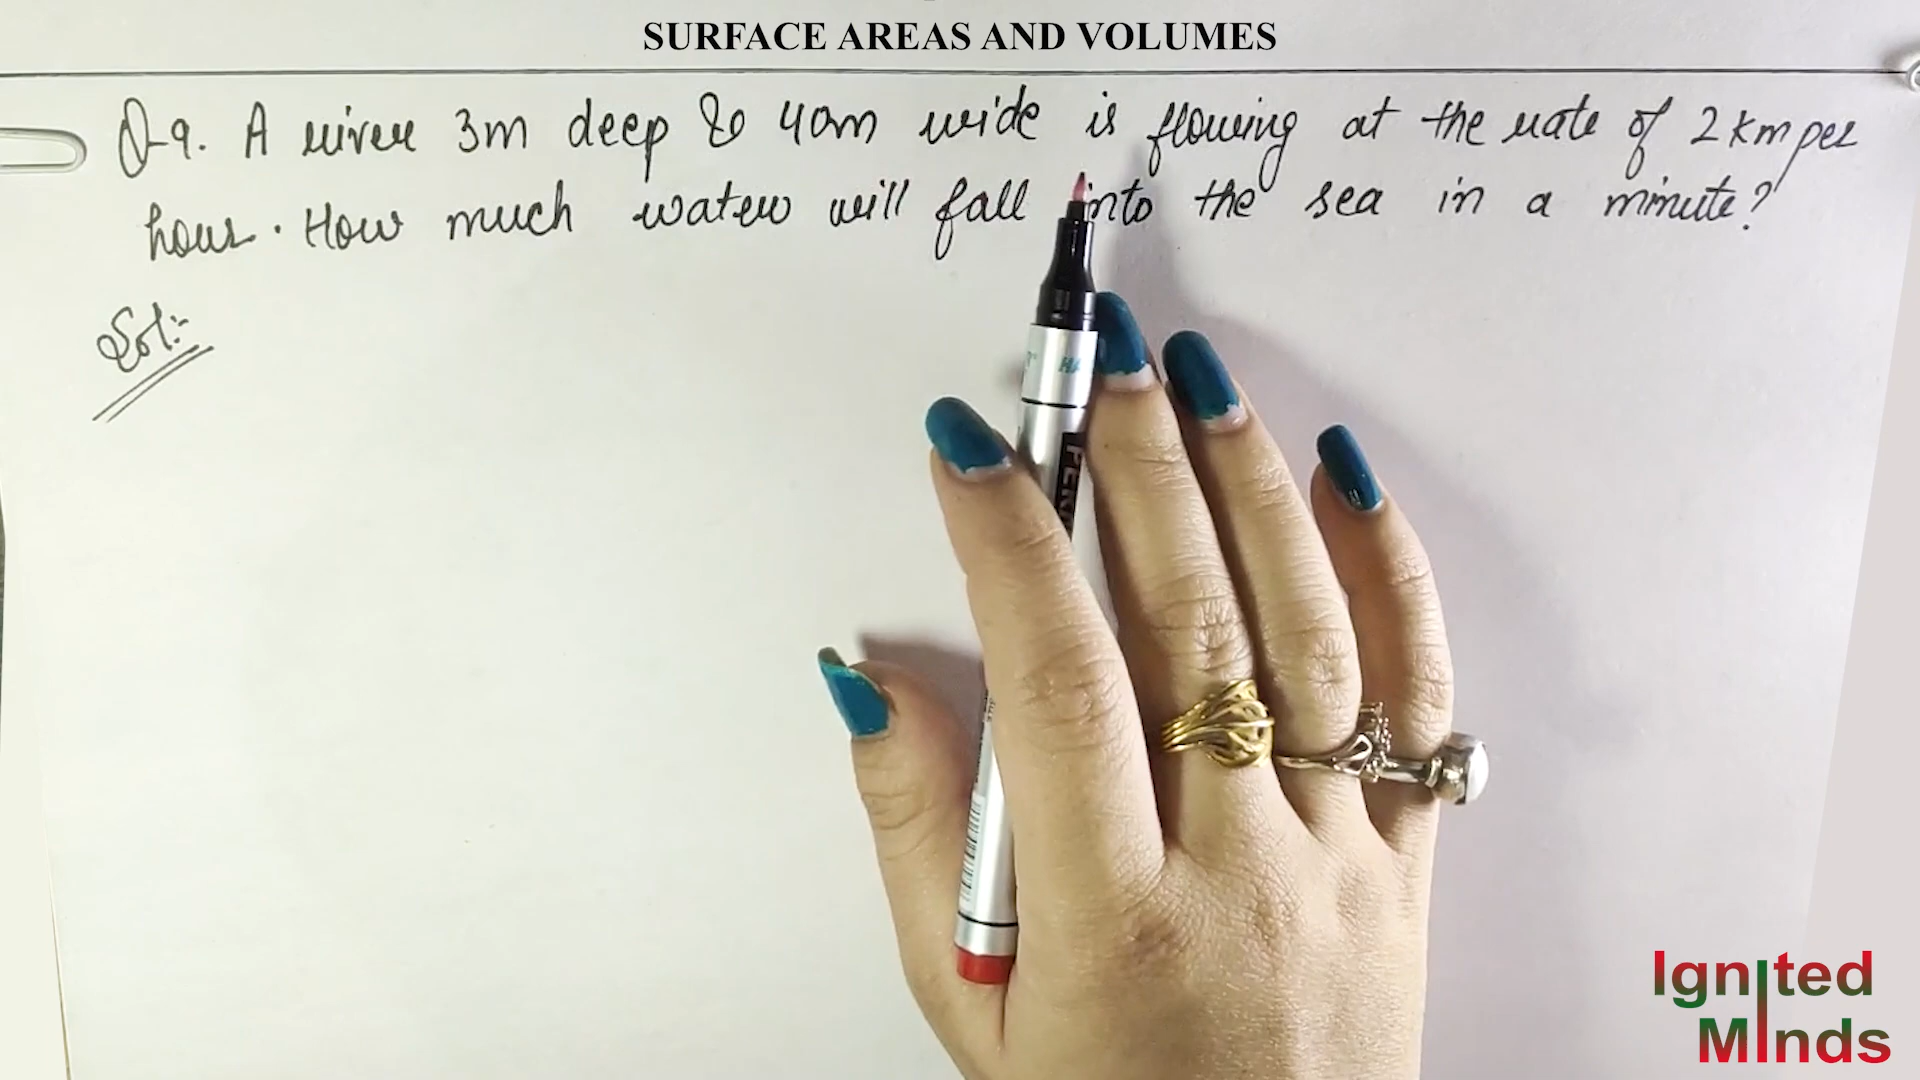 SURFACE AREAS AND VOLUMES
Q-9. A river 3m deep & 40m wide is flowing at the rate of 2 km per
hour. How much water will fall into the sea in a minute?
Sol:-
Ignited
Minds